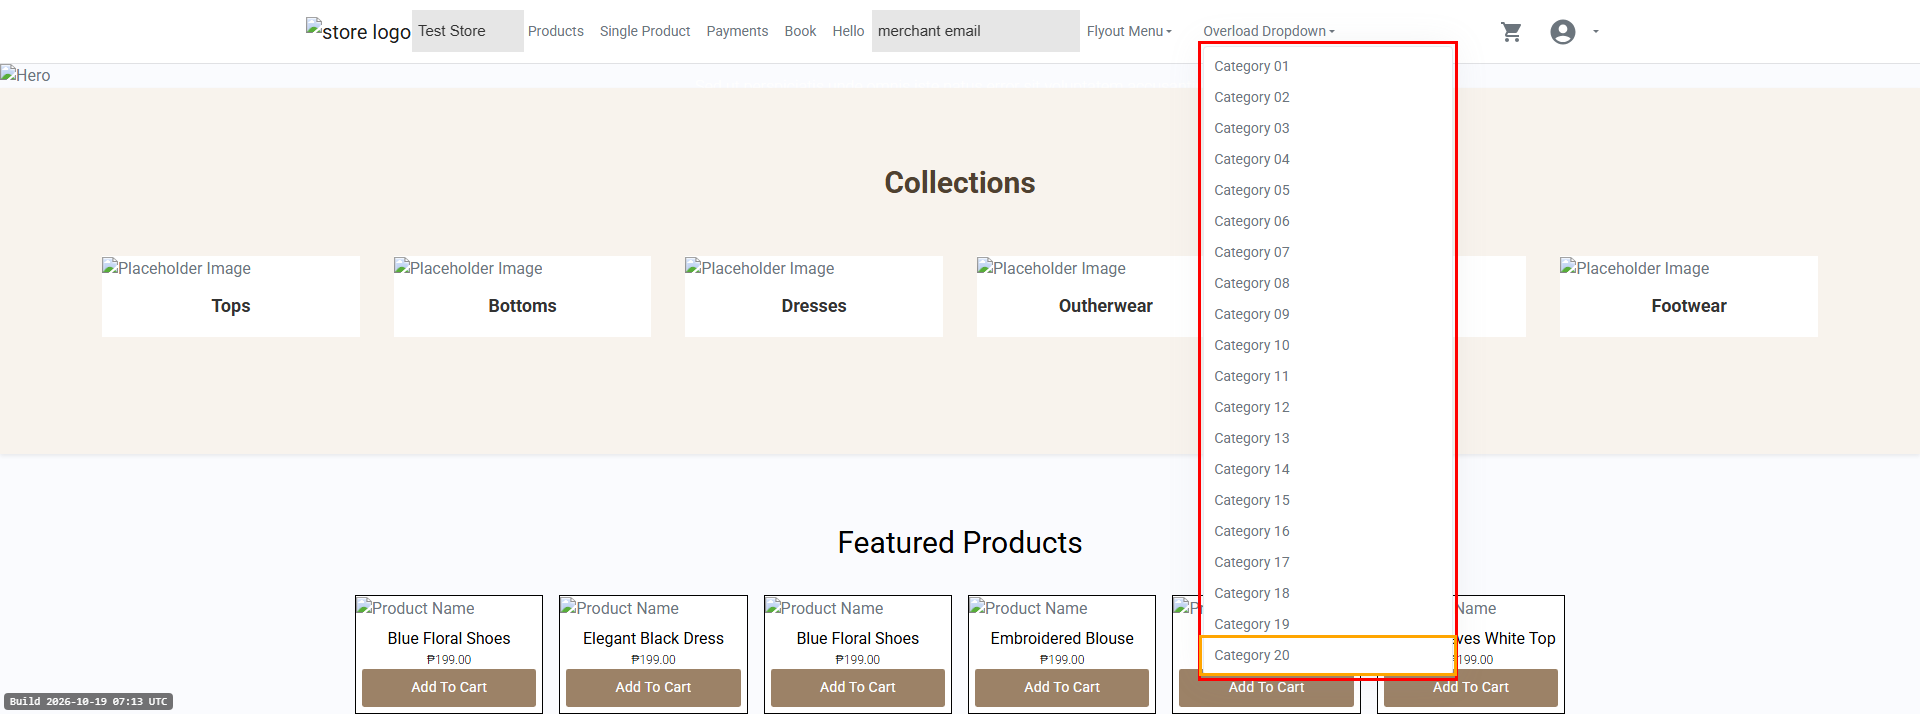 store logo Test Store Products Single Product Payments Book Hello merchant email Flyout Menu Overload Dropdown
Hero
Category 01
Category 02
Category 03
Category 04
Category 05
Category 06
Category 07
Category 08
Category 09
Category 10
Category 11
Category 12
Category 13
Category 14
Category 15
Category 16
Category 17
Category 18
Category 19
Category 20
Collections
Placeholder Image Placeholder Image Placeholder Image Placeholder Image Placeholder Image
Tops Bottoms Dresses Outherwear Footwear
Featured Products
Product Name Product Name Product Name Product Name Name
Blue Floral Shoes Elegant Black Dress Blue Floral Shoes Embroidered Blouse White Top
₱199.00 ₱199.00 ₱199.00 ₱199.00 199.00
Add To Cart Add To Cart Add To Cart Add To Cart Add To Cart Add To Cart
Build 2026-10-19 07:13 UTC